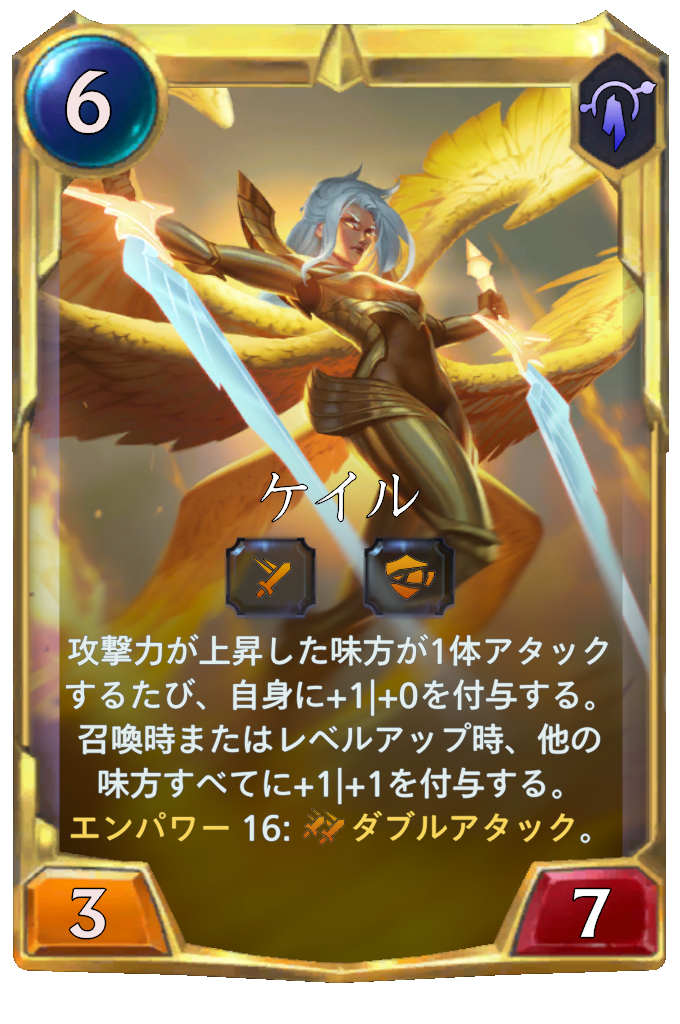 6
ケイル
攻撃力が上昇した味方が1体アタック
するたび、自身に+1|+0を付与する。
召喚時またはレベルアップ時、他の
味方すべてに+1|+1を付与する。
エンパワー 16: ダブルアタック。
3
7